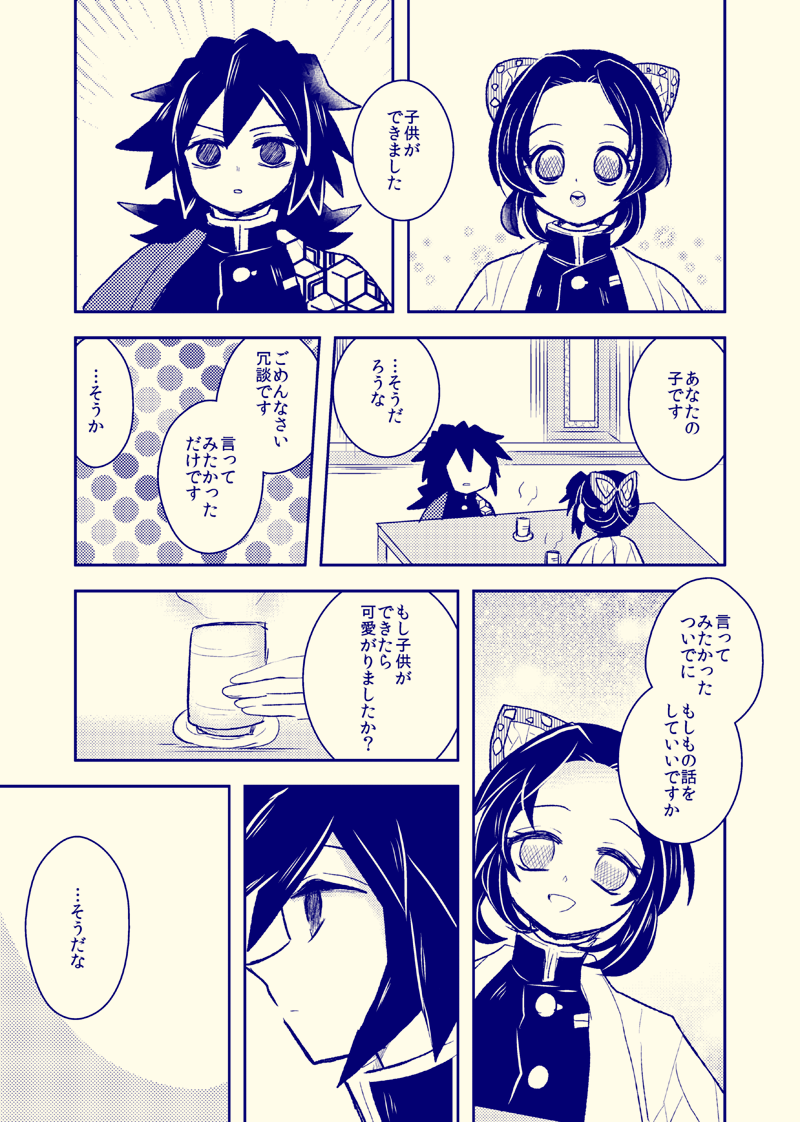 子供が
できました
あなたの
子です
…そうだ
ろうな
ごめんなさい
冗談です
言って
みたかった
だけです
…そうか
言って
みたかった
ついでに
もしもの話を
していいですか
もし子供が
できたら
可愛がりましたか?
…そうだな